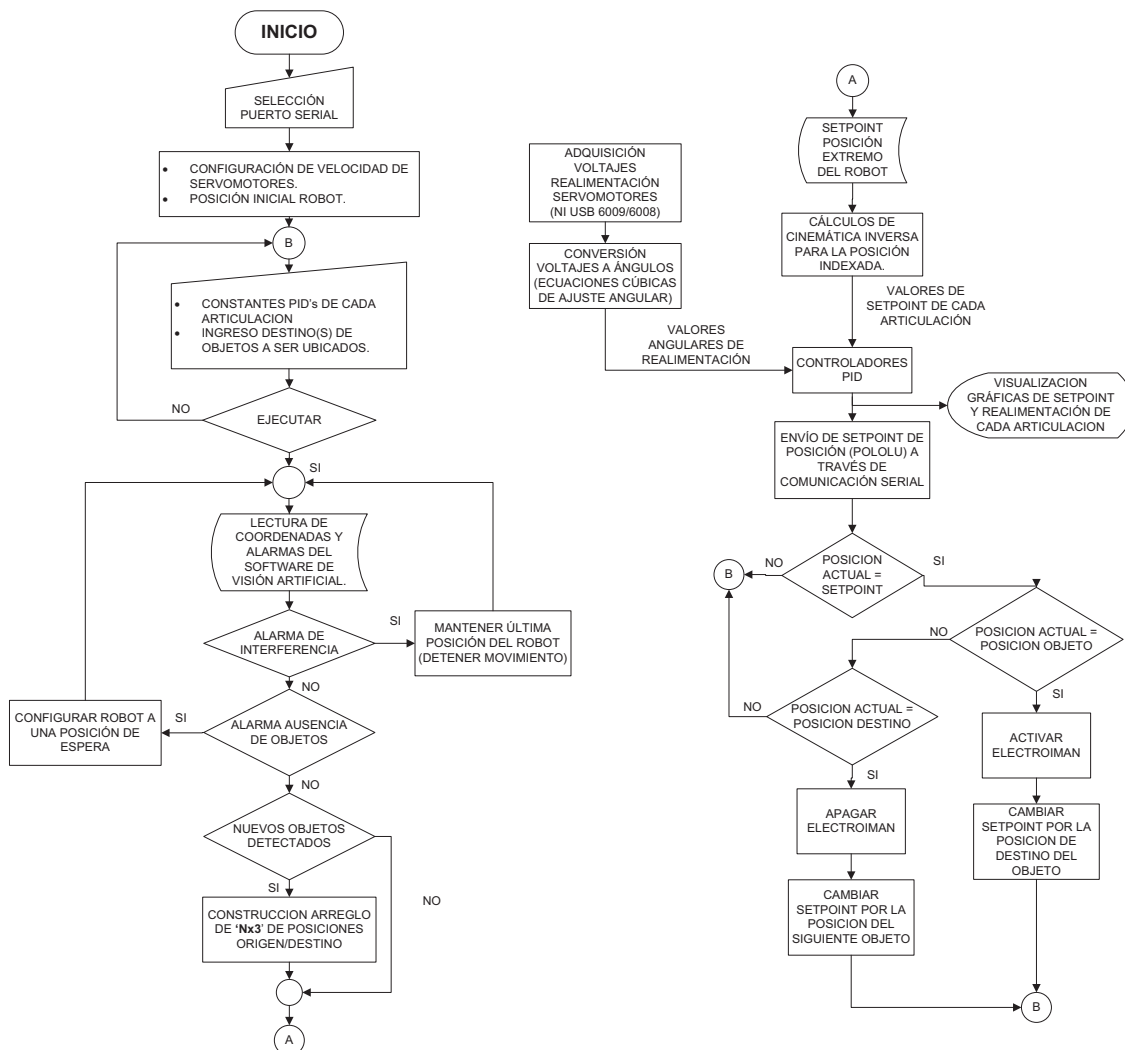 INICIO
SELECCIÓN
PUERTO SERIAL
• CONFIGURACIÓN DE VELOCIDAD DE
SERVOMOTORES.
• POSICIÓN INICIAL ROBOT.
B
• CONSTANTES PID's DE CADA
ARTICULACION
• INGRESO DESTINO(S) DE
OBJETOS A SER UBICADOS.
NO
EJECUTAR
SI
LECTURA DE
COORDENADAS Y
ALARMAS DEL
SOFTWARE DE
VISIÓN ARTIFICIAL.
ALARMA DE
INTERFERENCIA
SI
MANTENER ÚLTIMA
POSICIÓN DEL ROBOT
(DETENER MOVIMIENTO)
NO
ALARMA AUSENCIA
DE OBJETOS
SI
CONFIGURAR ROBOT A
UNA POSICIÓN DE
ESPERA
NO
NUEVOS OBJETOS
DETECTADOS
SI
NO
CONSTRUCCION ARREGLO
DE 'Nx3' DE POSICIONES
ORIGEN/DESTINO
A
A
SETPOINT
POSICIÓN
EXTREMO
DEL ROBOT
CÁLCULOS DE
CINEMÁTICA INVERSA
PARA LA POSICIÓN
INDEXADA.
VALORES DE
SETPOINT DE CADA
ARTICULACIÓN
ADQUISICIÓN
VOLTAJES
REALIMENTACIÓN
SERVOMOTORES
(NI USB 6009/6008)
CONVERSIÓN
VOLTAJES A ÁNGULOS
(ECUACIONES CÚBICAS
DE AJUSTE ANGULAR)
VALORES
ANGULARES DE
REALIMENTACIÓN
CONTROLADORES
PID
VISUALIZACION
GRÁFICAS DE SETPOINT
Y REALIMENTACIÓN DE
CADA ARTICULACION
ENVÍO DE SETPOINT DE
POSICIÓN (POLOLU) A
TRAVÉS DE
COMUNICACIÓN SERIAL
POSICION
ACTUAL =
SETPOINT
NO
B
SI
POSICION ACTUAL =
POSICION OBJETO
NO
POSICION ACTUAL =
POSICION DESTINO
NO
SI
ACTIVAR
ELECTROIMAN
SI
APAGAR
ELECTROIMAN
CAMBIAR
SETPOINT POR LA
POSICION DE
DESTINO DEL
OBJETO
CAMBIAR
SETPOINT POR LA
POSICION DEL
SIGUIENTE OBJETO
B